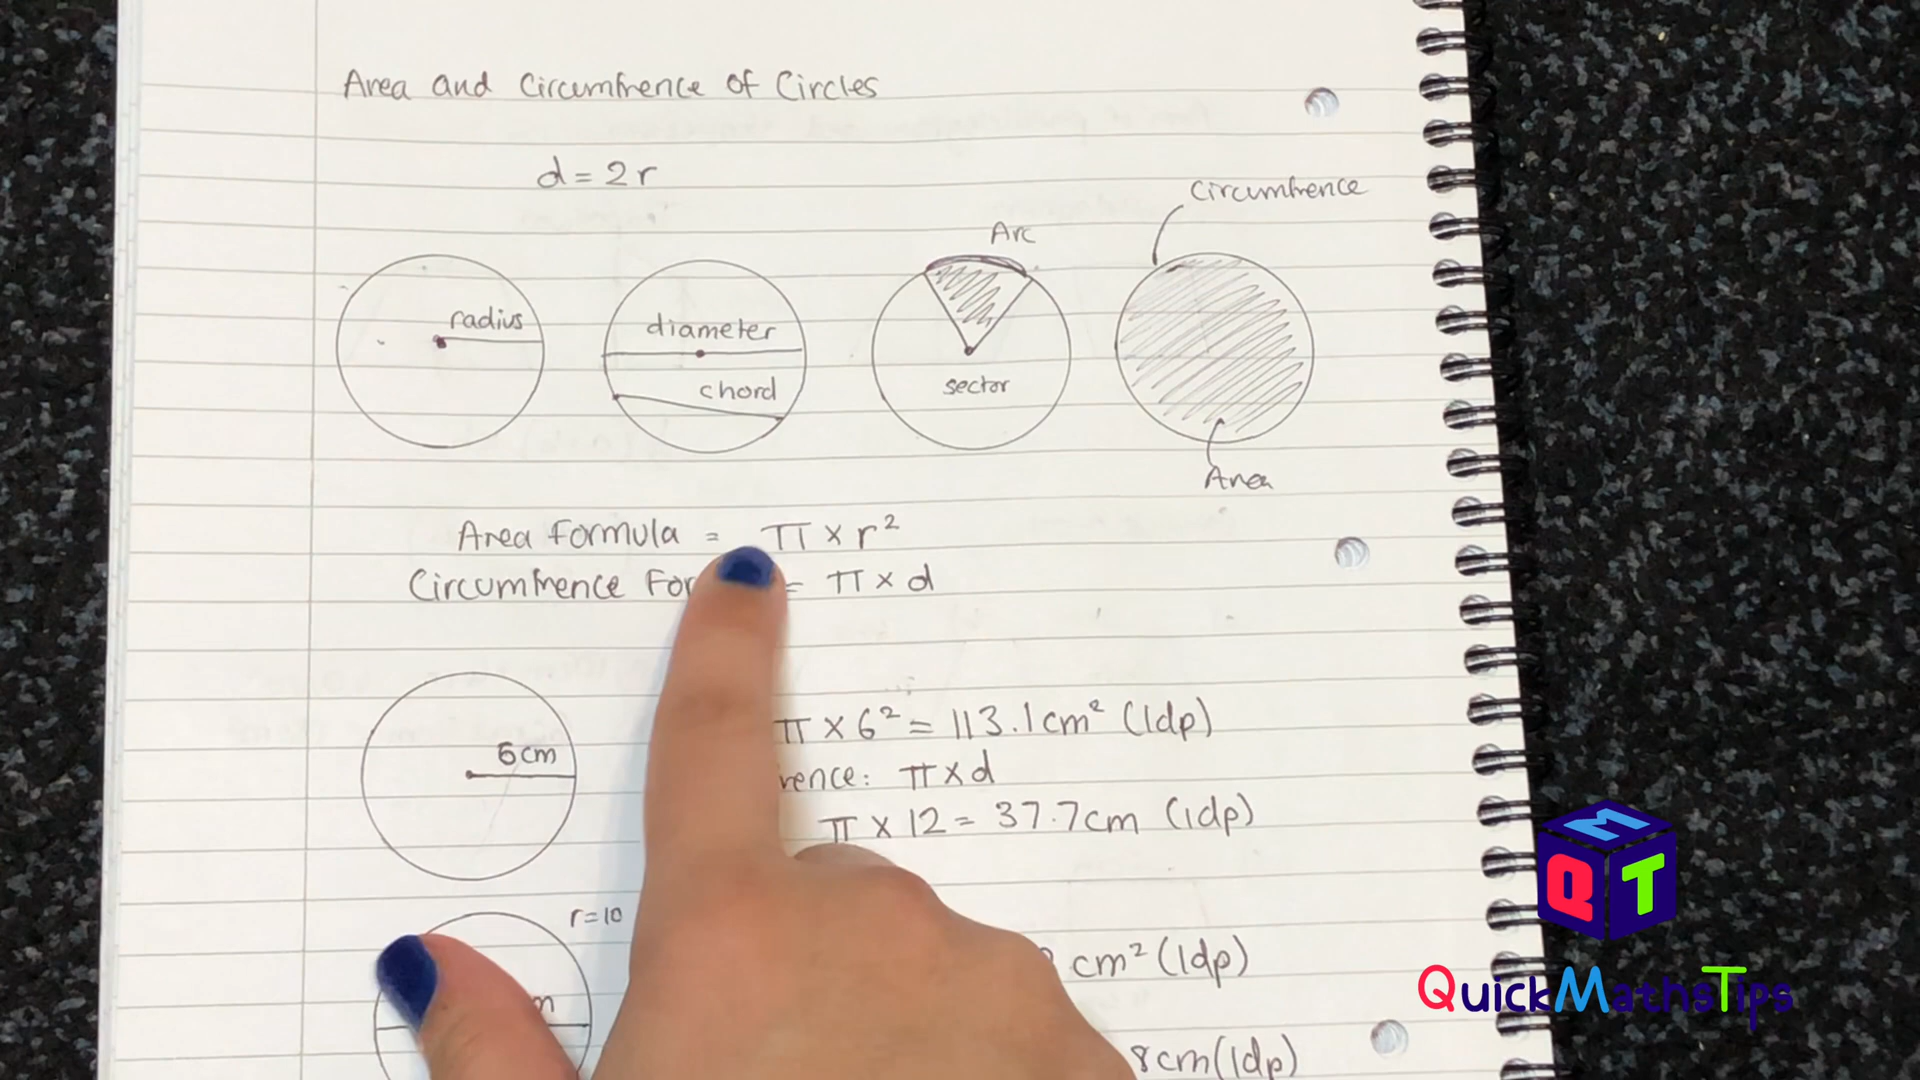 Area and Circumfrence of Circles
d = 2r
Circumfrence
Arc
radius
diameter
chord
sector
Area
Area Formula = π × r²
Circumfrence For = π × d
6cm
π × 6² = 113.1cm² (1dp)
rence: π × d
π × 12 = 37.7cm (1dp)
r=10
cm² (1dp)
8cm (1dp)
M
Q T
QuickMathsTips